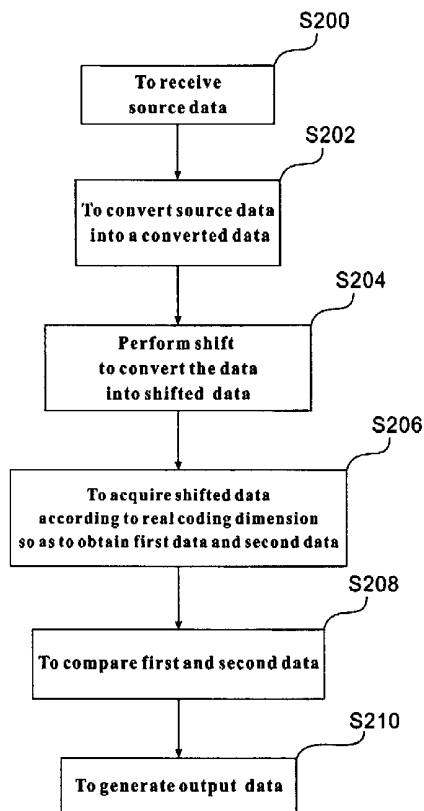 S200
To receive
source data
S202
To convert source data
into a converted data
S204
Perform shift
to convert the data
into shifted data
S206
To acquire shifted data
according to real coding dimension
so as to obtain first data and second data
S208
To compare first and second data
S210
To generate output data